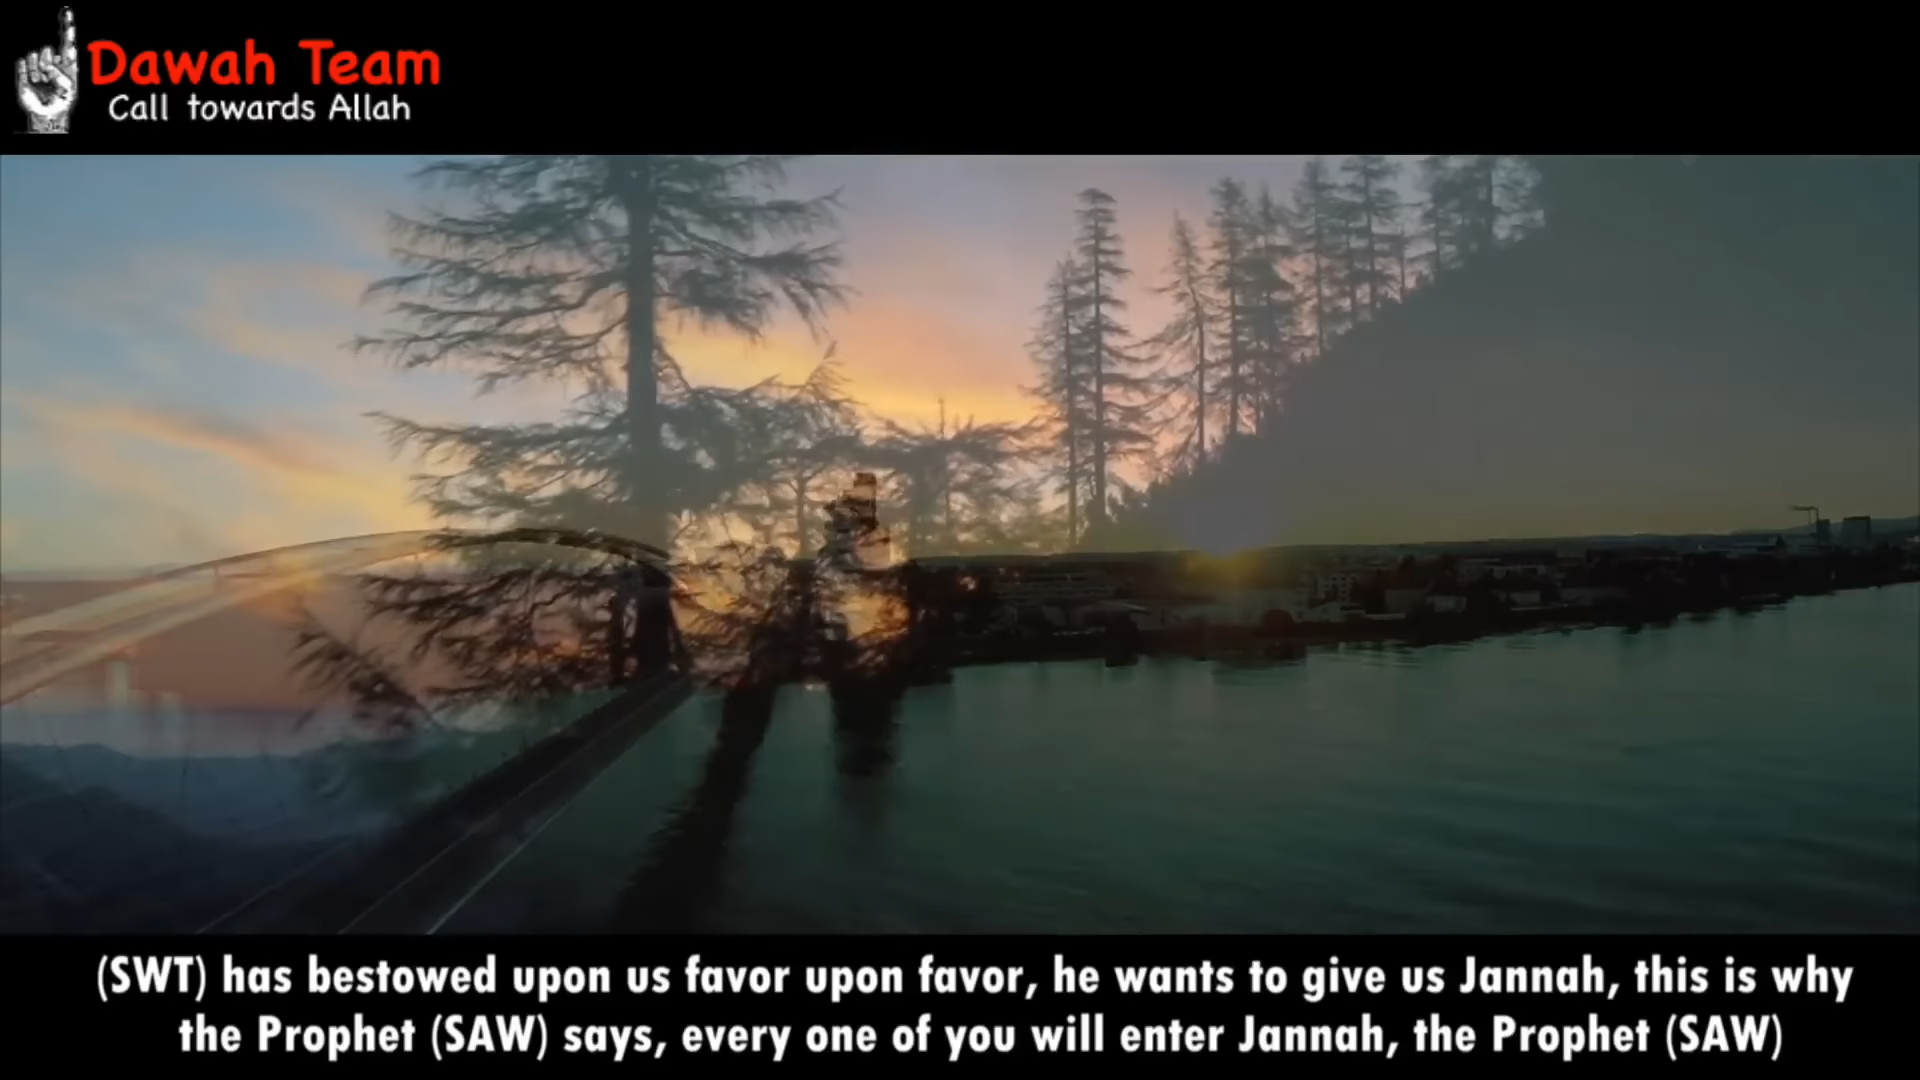 Dawah Team
Call towards Allah
(SWT) has bestowed upon us favor upon favor, he wants to give us Jannah, this is why
the Prophet (SAW) says, every one of you will enter Jannah, the Prophet (SAW)